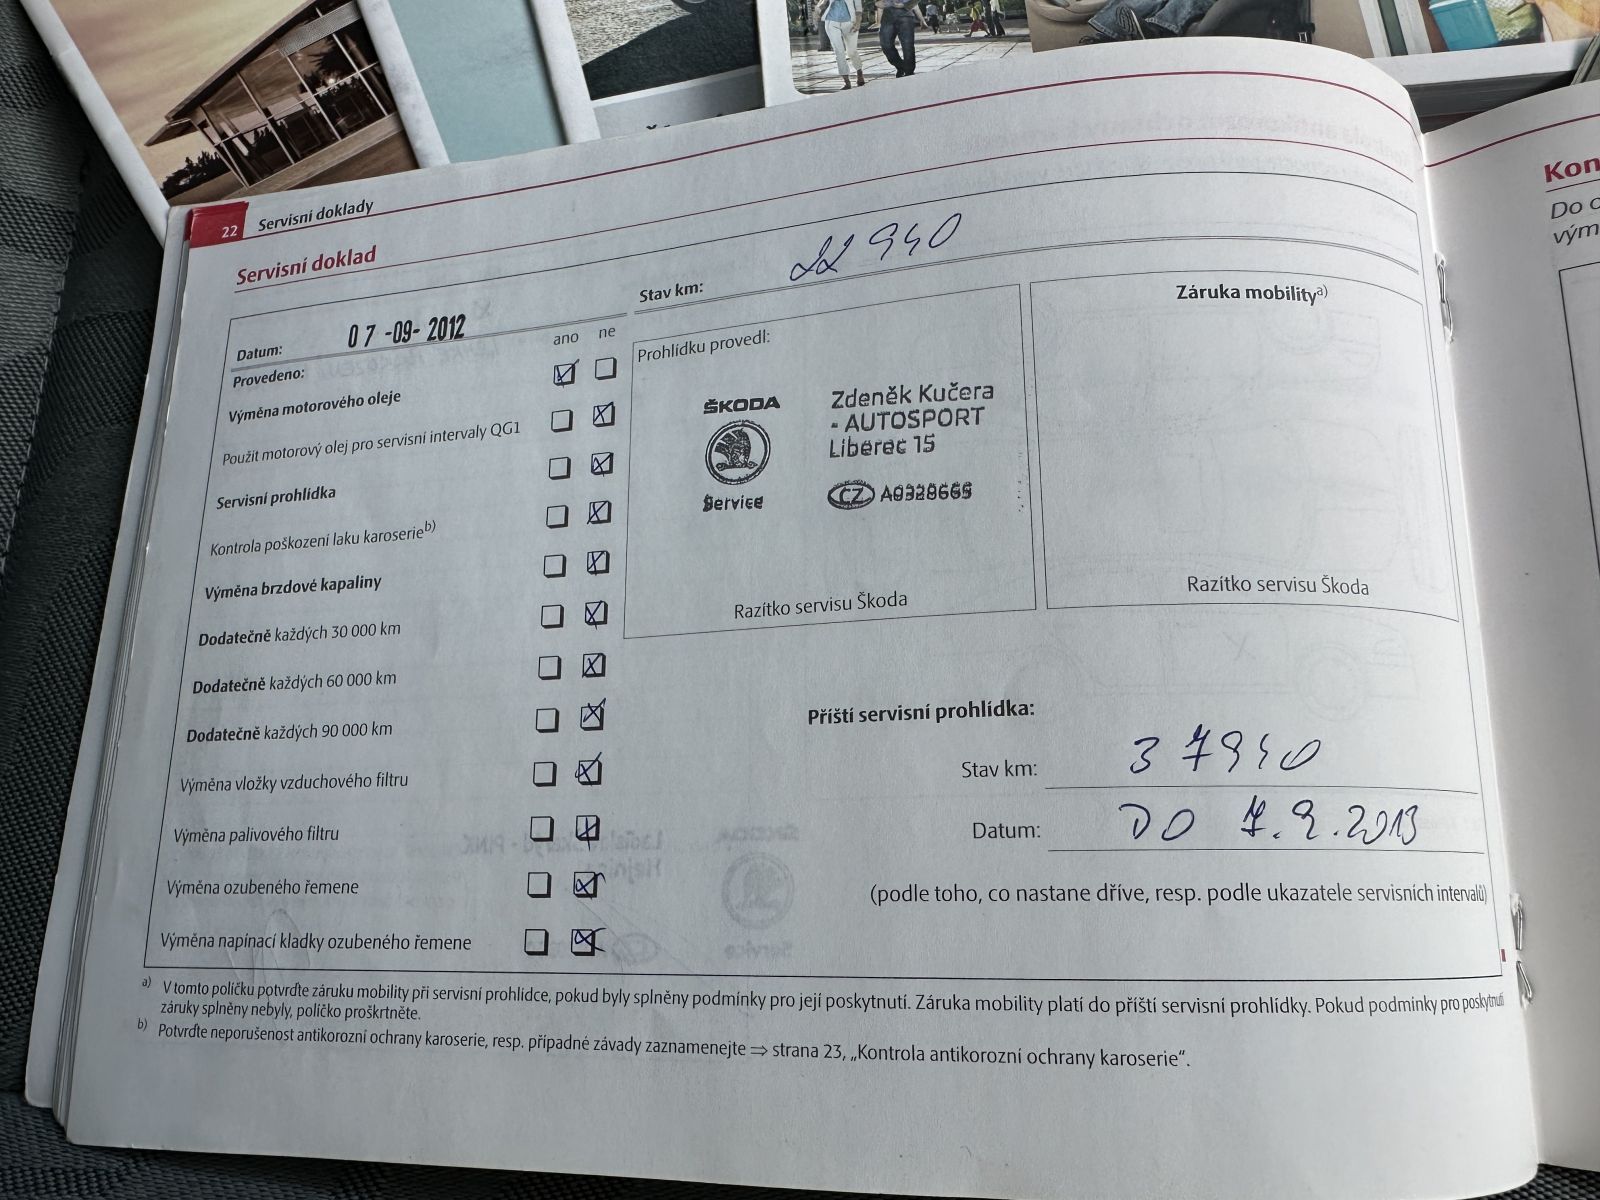 22 Servisní doklady
Servisní doklad
Datum: 07 -09- 2012
Stav km: 22 940
Provedeno: ano ne
Výměna motorového oleje
Použit motorový olej pro servisní intervaly QG1
Servisní prohlídka
Kontrola poškození laku karoserie b)
Výměna brzdové kapaliny
Dodatečně každých 30 000 km
Dodatečně každých 60 000 km
Dodatečně každých 90 000 km
Výměna vložky vzduchového filtru
Výměna palivového filtru
Výměna ozubeného řemene
Výměna napínací kladky ozubeného řemene
Prohlídku provedl:
ŠKODA
Service
Zdeněk Kučera
- AUTOSPORT
Liberec 15
CZ
Razítko servisu Škoda
Záruka mobility a)
Razítko servisu Škoda
Příští servisní prohlídka:
Stav km: 37940
Datum: DO 7.9.2013
(podle toho, co nastane dříve, resp. podle ukazatele servisních intervalů)
a) V tomto políčku potvrďte záruku mobility při servisní prohlídce, pokud byly splněny podmínky pro její poskytnutí. Záruka mobility platí do příští servisní prohlídky. Pokud podmínky pro poskytnutí
záruky splněny nebyly, políčko proškrtněte.
b) Potvrďte neporušenost antikorozní ochrany karoserie, resp. případné závady zaznamenejte ⇒ strana 23, „Kontrola antikorozní ochrany karoserie“.
Do